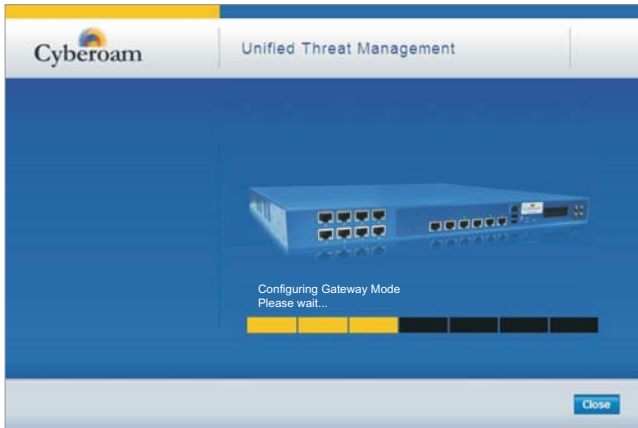 Cyberoam
Unified Threat Management
Configuring Gateway Mode
Please wait...
Close